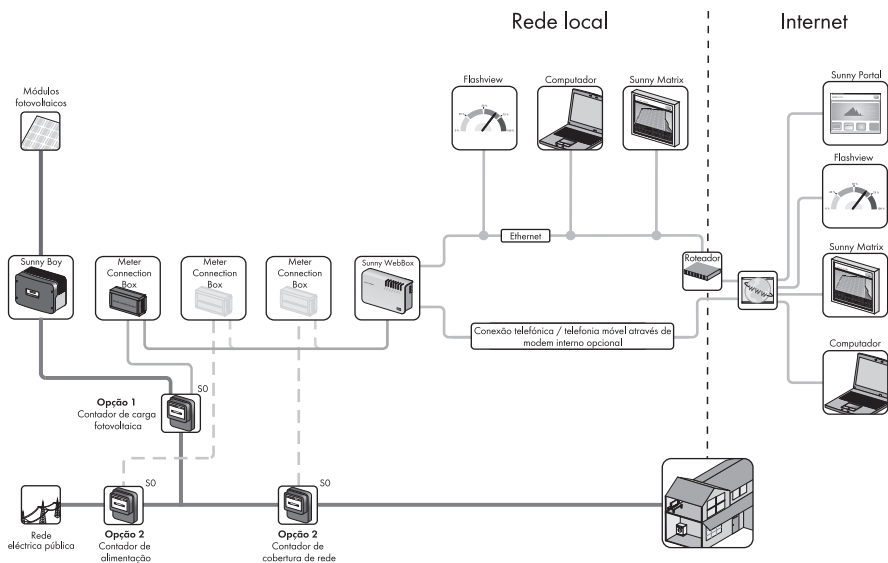 Rede local
Internet
Flashview
Computador
Sunny Matrix
Sunny Portal
Módulos
fotovoltaicos
Flashview
Ethernet
Sunny Boy
Meter
Connection
Box
Meter
Connection
Box
Meter
Connection
Box
Sunny WebBox
Roteador
Sunny Matrix
www
Conexão telefónica / telefonia móvel através de
modem interno opcional
Computador
S0
Opção 1
Contador de carga
fotovoltaica
S0
S0
Rede
eléctrica pública
Opção 2
Contador de
alimentação
Opção 2
Contador de
cobertura de rede